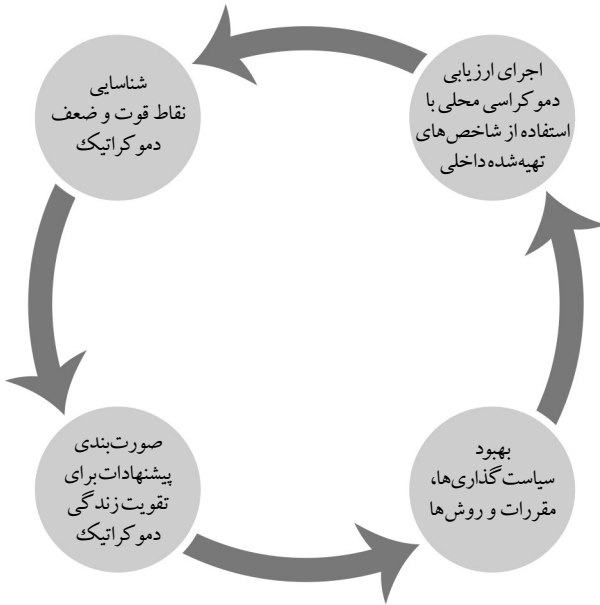 اجرای ارزیابی
دموکراسی محلی با
استفاده از شاخص‌های
تهیه‌شده داخلی
شناسایی
نقاط قوت و ضعف
دموکراتیک
صورت‌بندی
پیشنهادات برای
تقویت زندگی
دموکراتیک
بهبود
سیاست‌گذاری‌ها،
مقررات و روش‌ها